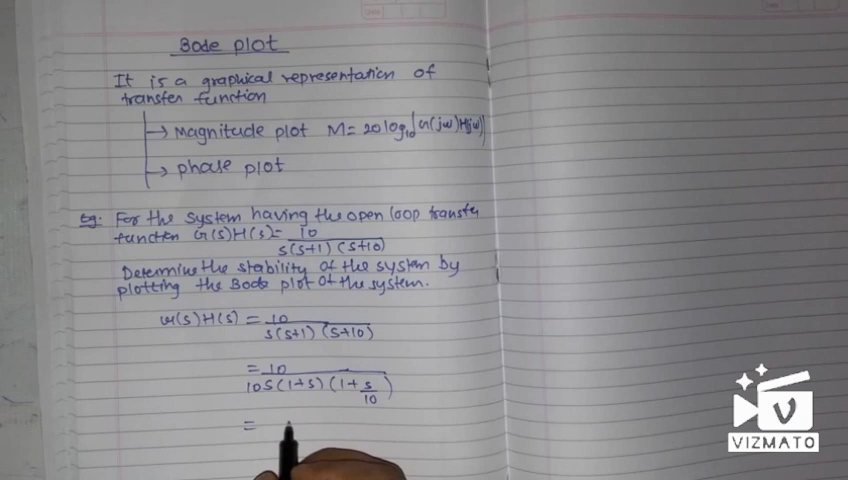 Bode plot
It is a graphical representation of
transfer function
→ Magnitude plot M = 20 log₁₀ |G(jω)H(jω)|
→ phase plot
Eg: For the system having the open loop transfer
function G(s)H(s) = 10
s(s+1) (s+10)
Determine the stability of the system by
plotting the Bode plot of the system.
G(s)H(s) = 10
s(s+1) (s+10)
= 10
10s(1+s) (1+s/10)
=
VIZMATO